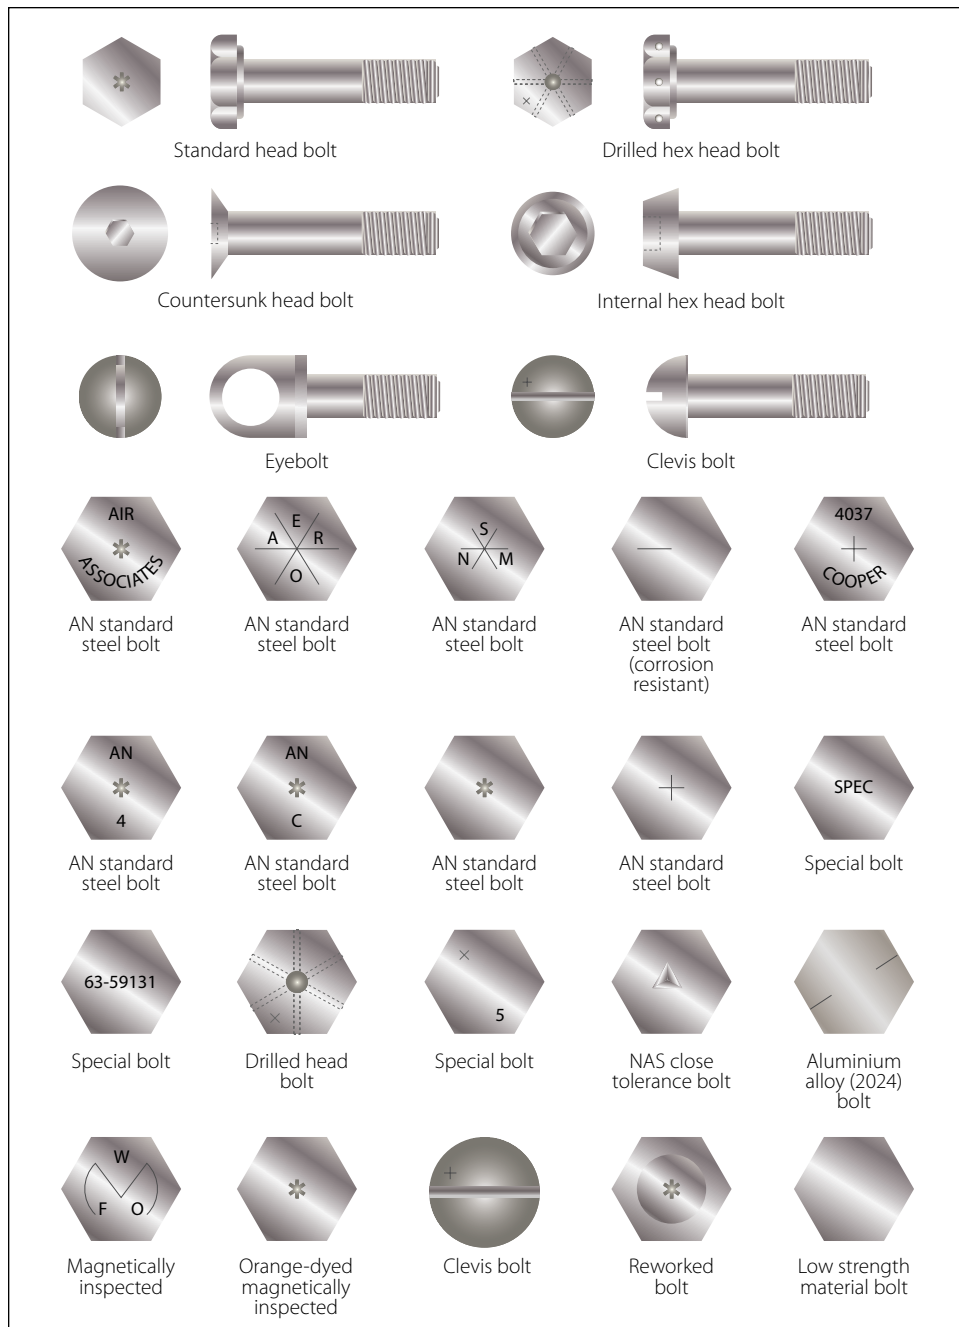 Standard head bolt
Drilled hex head bolt
Countersunk head bolt
Internal hex head bolt
Eyebolt
Clevis bolt
AIR
ASSOCIATES
E
A R
O
S
N M
4037
COOPER
AN standard
steel bolt
AN standard
steel bolt
AN standard
steel bolt
AN standard
steel bolt
(corrosion
resistant)
AN standard
steel bolt
AN
4
AN
C
SPEC
AN standard
steel bolt
AN standard
steel bolt
AN standard
steel bolt
AN standard
steel bolt
Special bolt
63-59131
5
Special bolt
Drilled head
bolt
Special bolt
NAS close
tolerance bolt
Aluminium
alloy (2024)
bolt
W
F O
Magnetically
inspected
Orange-dyed
magnetically
inspected
Clevis bolt
Reworked
bolt
Low strength
material bolt